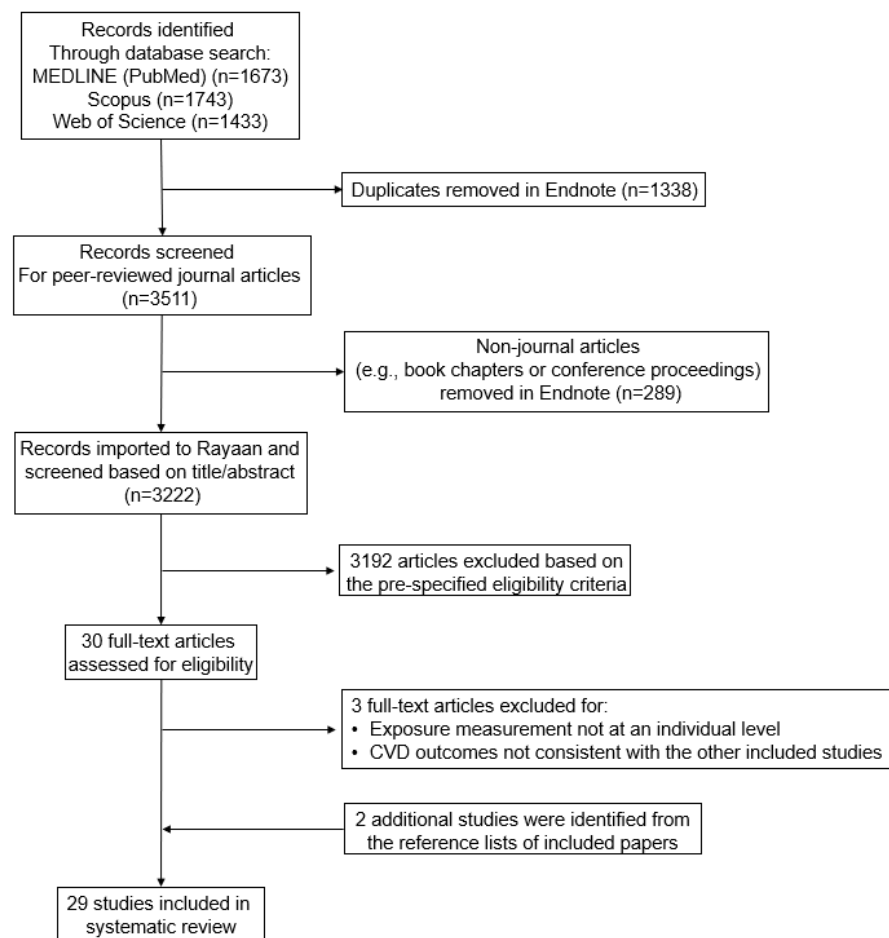 Records identified
Through database search:
MEDLINE (PubMed) (n=1673)
Scopus (n=1743)
Web of Science (n=1433)
Duplicates removed in Endnote (n=1338)
Records screened
For peer-reviewed journal articles
(n=3511)
Non-journal articles
(e.g., book chapters or conference proceedings)
removed in Endnote (n=289)
Records imported to Rayaan and
screened based on title/abstract
(n=3222)
3192 articles excluded based on
the pre-specified eligibility criteria
30 full-text articles
assessed for eligibility
3 full-text articles excluded for:
• Exposure measurement not at an individual level
• CVD outcomes not consistent with the other included studies
2 additional studies were identified from
the reference lists of included papers
29 studies included in
systematic review